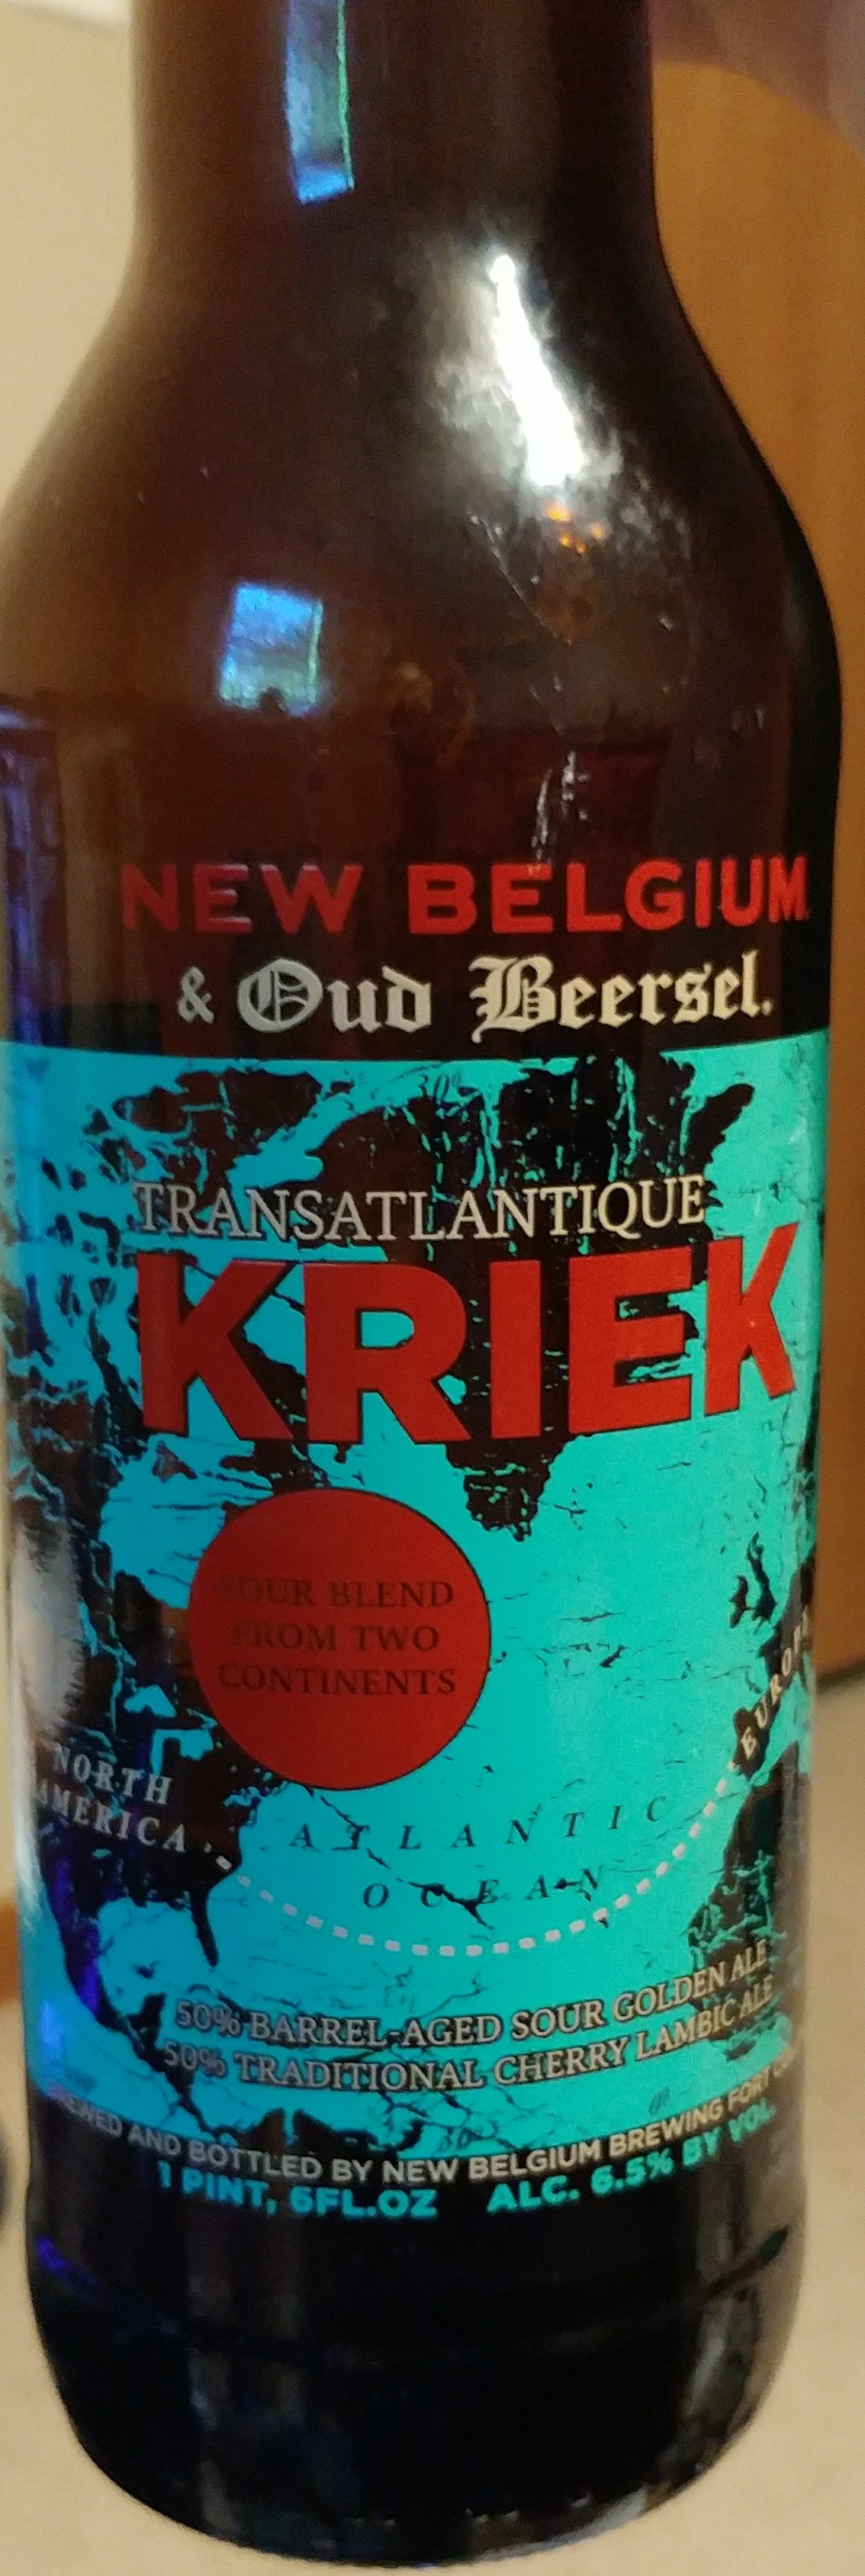 NEW BELGIUM
& Oud Beersel.
TRANSATLANTIQUE
KRIEK
SOUR BLEND
FROM TWO
CONTINENTS
EUROPE
NORTH
AMERICA
ATLANTIC
OCEAN
50% BARREL-AGED SOUR GOLDEN ALE
50% TRADITIONAL CHERRY LAMBIC ALE
BREWED AND BOTTLED BY NEW BELGIUM BREWING FORT
1 PINT, 6FL.OZ ALC. 6.5% BY VOL.